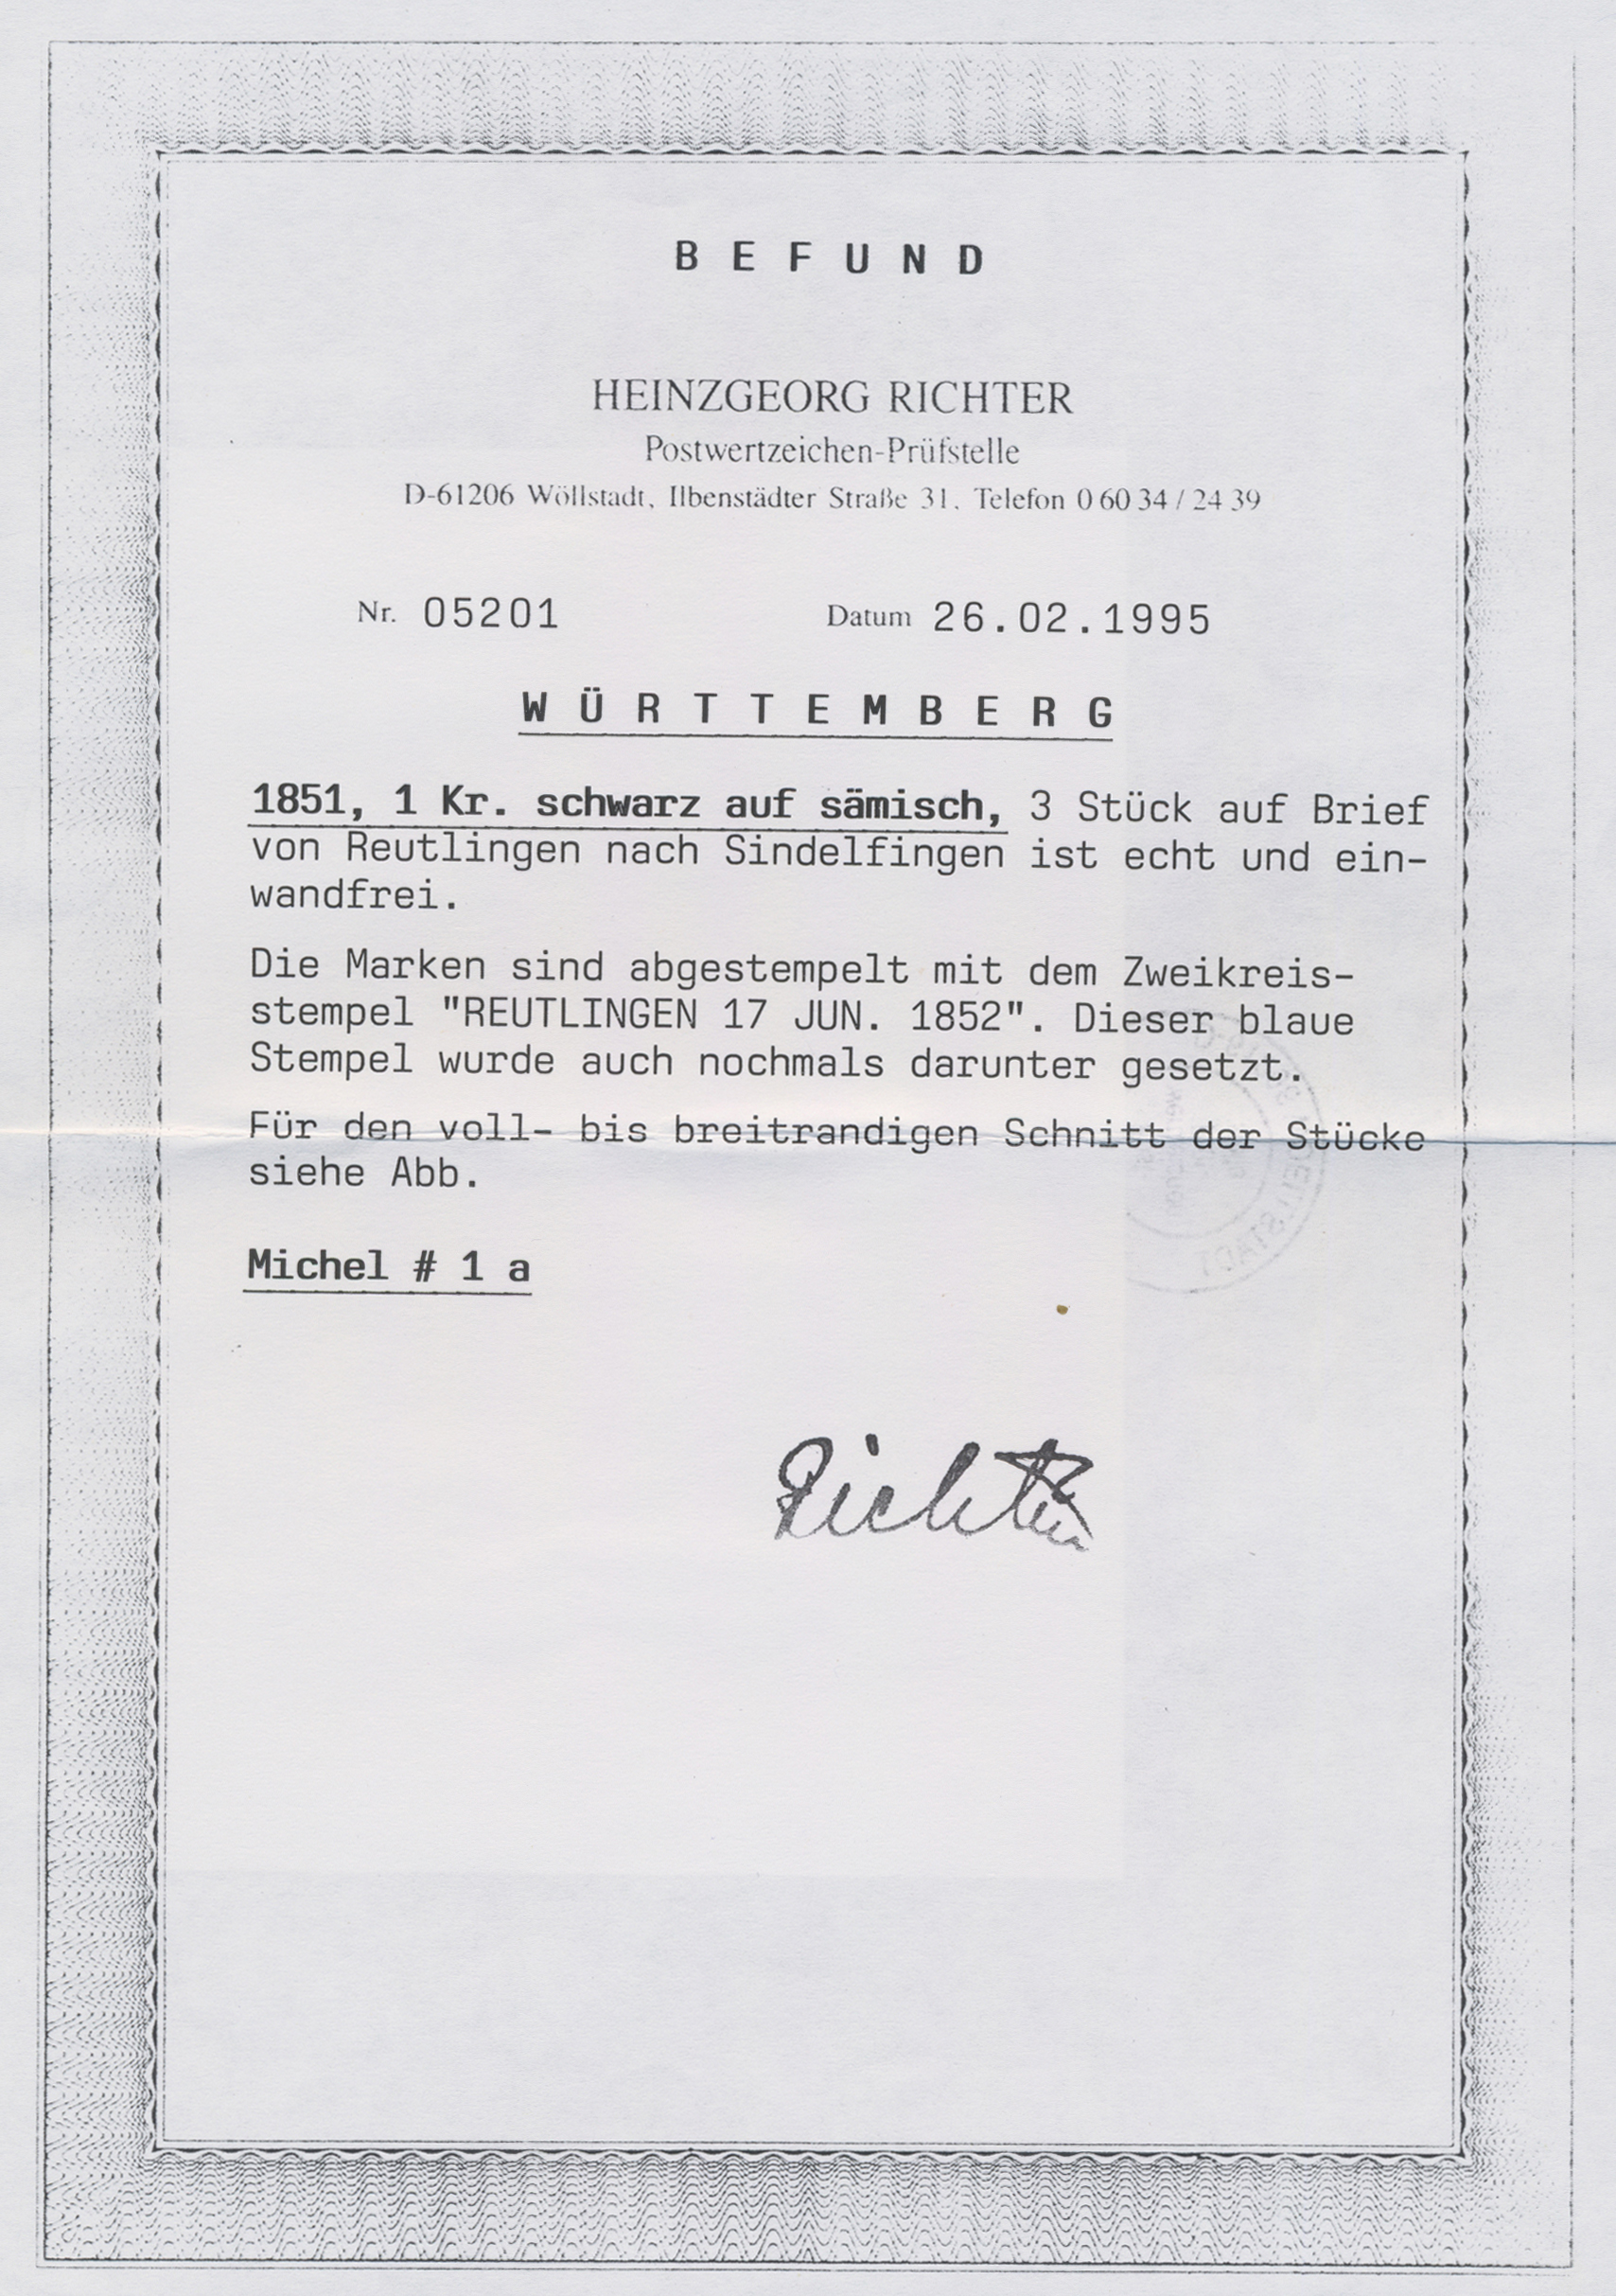 BEFUND
HEINZGEORG RICHTER
Postwertzeichen-Prüfstelle
D-61206 Wöllstadt, Ilbenstädter Straße 31, Telefon 0 60 34 / 24 39
Nr. 05201 Datum 26.02.1995
WÜRTTEMBERG
1851, 1 Kr. schwarz auf sämisch, 3 Stück auf Brief
von Reutlingen nach Sindelfingen ist echt und ein-
wandfrei.
Die Marken sind abgestempelt mit dem Zweikreis-
stempel "REUTLINGEN 17 JUN. 1852". Dieser blaue
Stempel wurde auch nochmals darunter gesetzt.
Für den voll- bis breitrandigen Schnitt der Stücke
siehe Abb.
Michel # 1 a
Richter